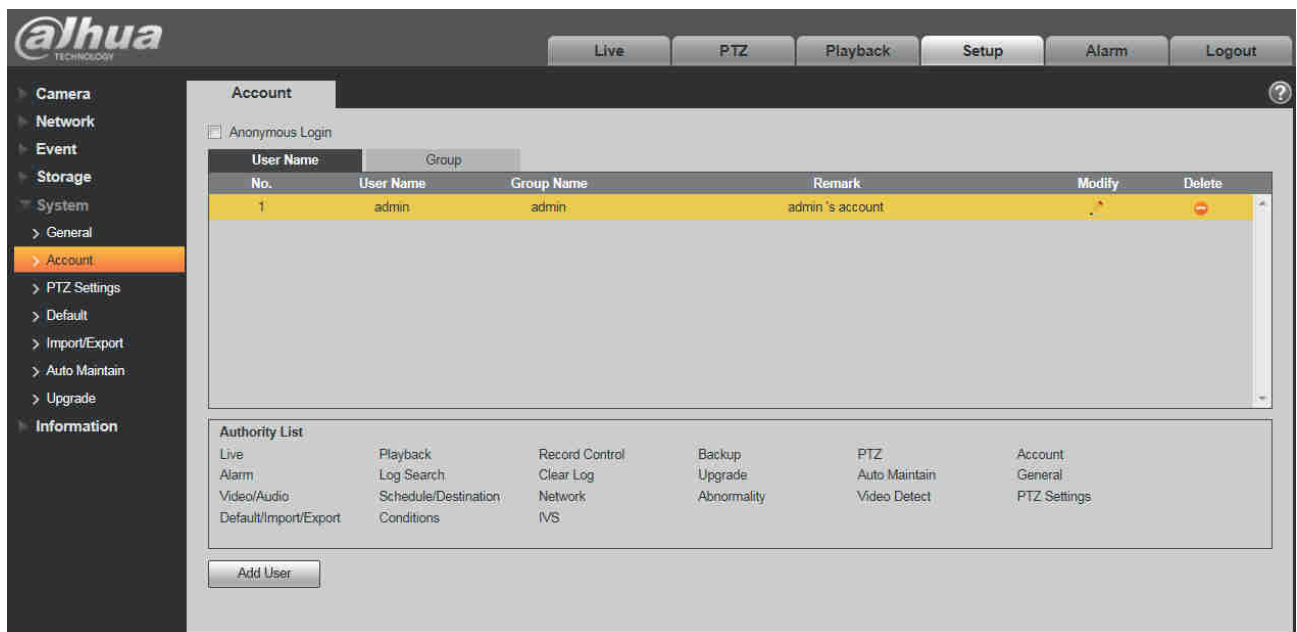 alhua
TECHNOLOGY
Live PTZ Playback Setup Alarm Logout
Camera
Network
Event
Storage
System
> General
> Account
> PTZ Settings
> Default
> Import/Export
> Auto Maintain
> Upgrade
Information
Account
?
Anonymous Login
User Name Group
No. User Name Group Name Remark Modify Delete
1 admin admin admin 's account
Authority List
Live Playback Record Control Backup PTZ Account
Alarm Log Search Clear Log Upgrade Auto Maintain General
Video/Audio Schedule/Destination Network Abnormality Video Detect PTZ Settings
Default/Import/Export Conditions IVS
Add User